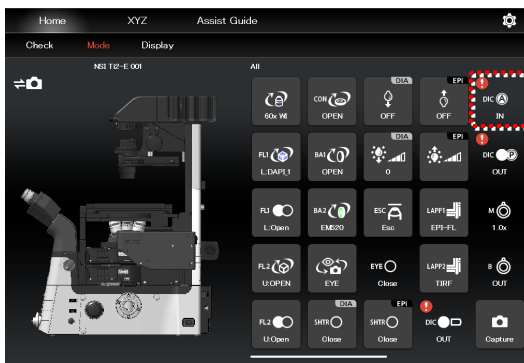 Home XYZ Assist Guide
Check Mode Display
NSI Ti2-E 001
All
60x WI
CON
OPEN
DIA
OFF
EPI
OFF
DIC A
IN
FL1
L:DAPI_1
BA1
OPEN
DIA
0
EPI
DIC P
OUT
FL1
L:Open
BA2
EM520
ESC
Esc
LAPP1
EPI-FL
M
1.0x
FL2
U:OPEN
EYE
EYE
Close
LAPP2
TIRF
B
OUT
FL2
U:Open
DIA
SHTR
Close
EPI
SHTR
Close
DIC
OUT
Capture